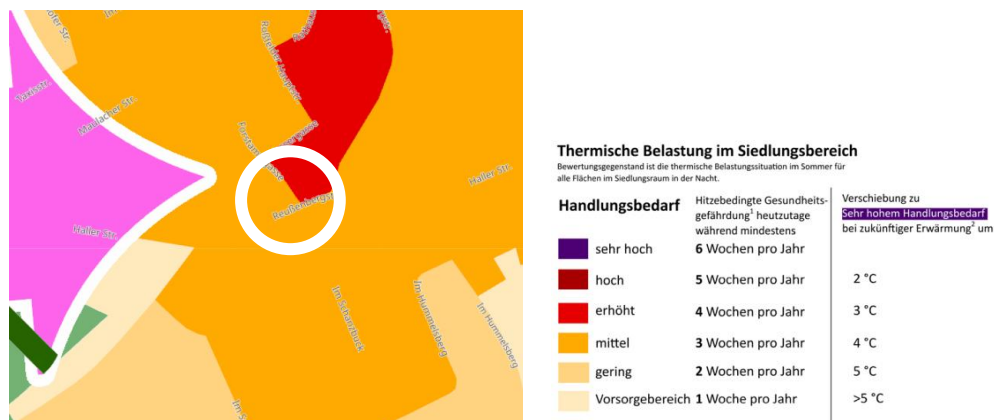 Taxisstr.
Maulacher Str.
Haller Str.
Haller Str.
Im Schatzbuck
Im Hummelsberg
Im Hummelsberg
Thermische Belastung im Siedlungsbereich
Bewertungsgegenstand ist die thermische Belastungssituation im Sommer für
alle Flächen im Siedlungsraum in der Nacht.
Handlungsbedarf
Hitzebedingte Gesundheits-
gefährdung¹ heutzutage
während mindestens
Verschiebung zu
Sehr hohem Handlungsbedarf
bei zukünftiger Erwärmung² um
sehr hoch 6 Wochen pro Jahr
hoch 5 Wochen pro Jahr 2 °C
erhöht 4 Wochen pro Jahr 3 °C
mittel 3 Wochen pro Jahr 4 °C
gering 2 Wochen pro Jahr 5 °C
Vorsorgebereich 1 Woche pro Jahr >5 °C